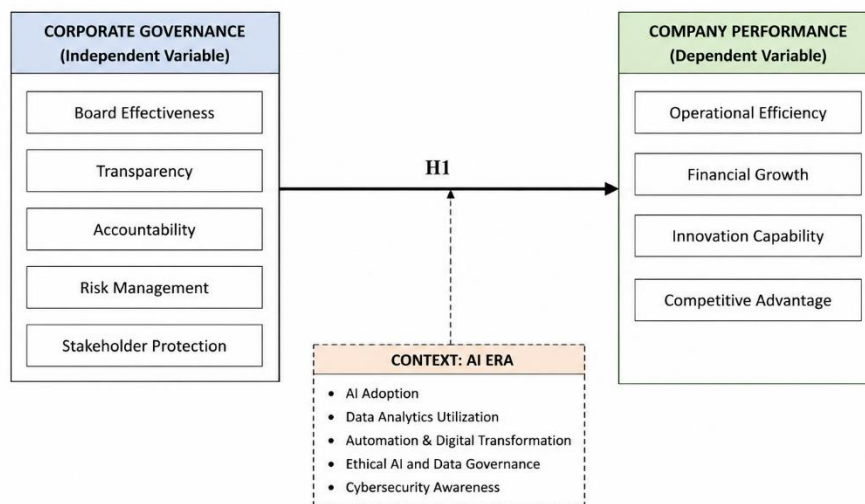 CORPORATE GOVERNANCE
(Independent Variable)
Board Effectiveness
Transparency
Accountability
Risk Management
Stakeholder Protection
H1
COMPANY PERFORMANCE
(Dependent Variable)
Operational Efficiency
Financial Growth
Innovation Capability
Competitive Advantage
CONTEXT: AI ERA
• AI Adoption
• Data Analytics Utilization
• Automation & Digital Transformation
• Ethical AI and Data Governance
• Cybersecurity Awareness